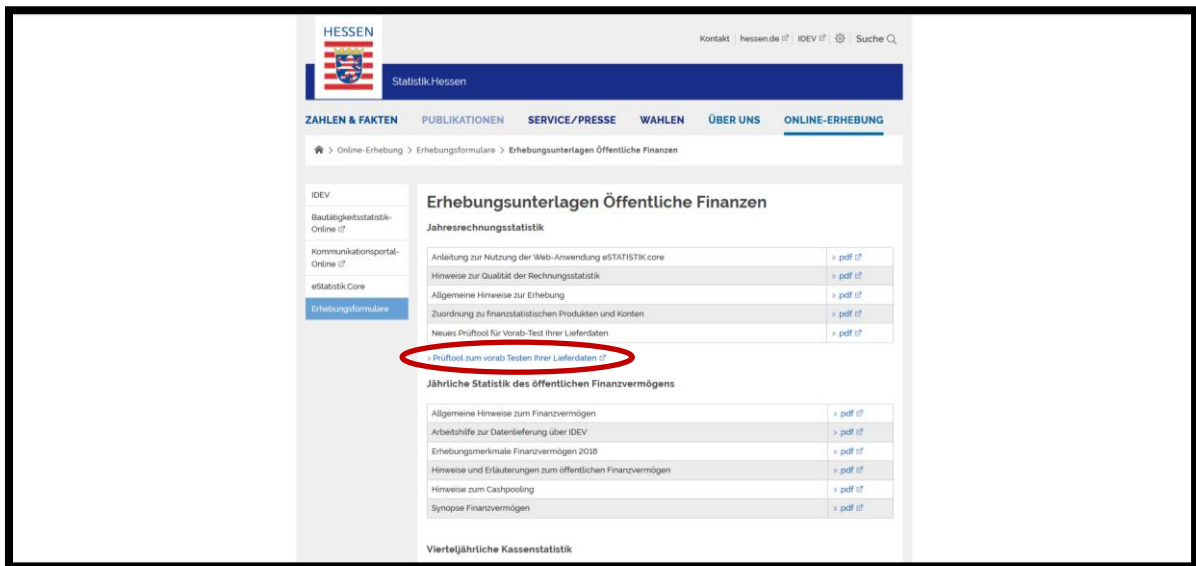 HESSEN
Kontakt hessen.de IDEV Suche
Statistik.Hessen
ZAHLEN & FAKTEN PUBLIKATIONEN SERVICE/PRESSE WAHLEN ÜBER UNS ONLINE-ERHEBUNG
> Online-Erhebung > Erhebungsformulare > Erhebungsunterlagen Öffentliche Finanzen
IDEV
Bautätigkeitsstatistik-
Online
Kommunikationsportal-
Online
eStatistik.Core
Erhebungsformulare
Erhebungsunterlagen Öffentliche Finanzen
Jahresrechnungsstatistik
Anleitung zur Nutzung der Web-Anwendung eSTATISTIK.core > .pdf
Hinweise zur Qualität der Rechnungsstatistik > .pdf
Allgemeine Hinweise zur Erhebung > .pdf
Zuordnung zu finanzstatistischen Produkten und Konten > .pdf
Neues Prüftool für Vorab-Test Ihrer Lieferdaten > .pdf
> Prüftool zum vorab Testen Ihrer Lieferdaten
Jährliche Statistik des öffentlichen Finanzvermögens
Allgemeine Hinweise zum Finanzvermögen > .pdf
Arbeitshilfe zur Datenlieferung über IDEV > .pdf
Erhebungsmerkmale Finanzvermögen 2018 > .pdf
Hinweise und Erläuterungen zum öffentlichen Finanzvermögen > .pdf
Hinweise zum Cashpooling > .pdf
Synopse Finanzvermögen > .pdf
Vierteljährliche Kassenstatistik